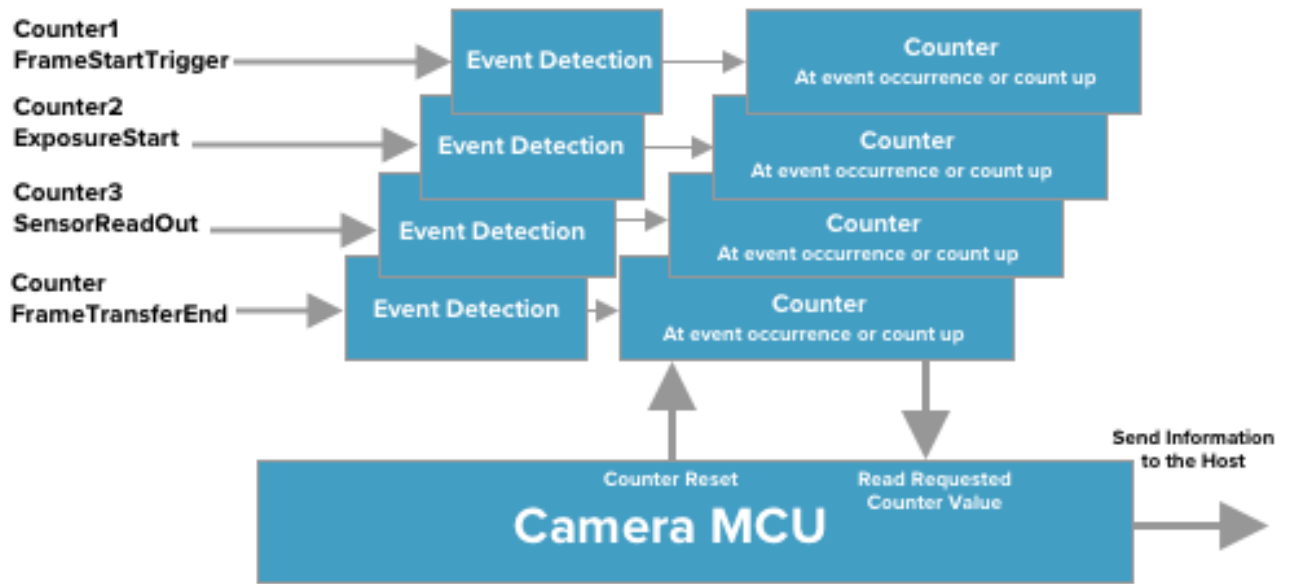 Counter1
FrameStartTrigger
Event Detection
Counter
At event occurrence or count up
Counter2
ExposureStart
Event Detection
Counter
At event occurrence or count up
Counter3
SensorReadOut
Event Detection
Counter
At event occurrence or count up
Counter
FrameTransferEnd
Event Detection
Counter
At event occurrence or count up
Send Information
to the Host
Counter Reset
Read Requested
Counter Value
Camera MCU